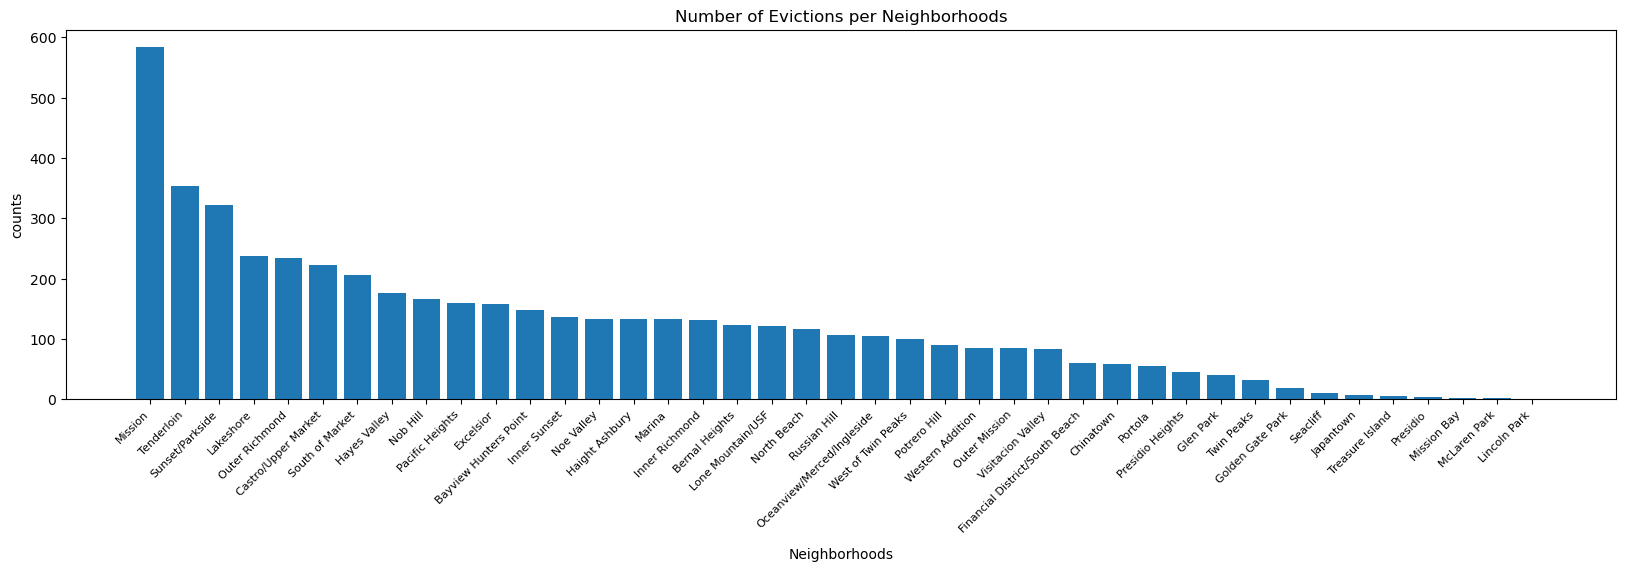 Number of Evictions per Neighborhoods
600
500
400
300
200
100
0
counts
Mission
Tenderloin
Sunset/Parkside
Lakeshore
Outer Richmond
Castro/Upper Market
South of Market
Hayes Valley
Nob Hill
Pacific Heights
Excelsior
Bayview Hunters Point
Inner Sunset
Noe Valley
Haight Ashbury
Marina
Inner Richmond
Bernal Heights
Lone Mountain/USF
North Beach
Russian Hill
Oceanview/Merced/Ingleside
West of Twin Peaks
Potrero Hill
Western Addition
Outer Mission
Visitacion Valley
Financial District/South Beach
Chinatown
Portola
Presidio Heights
Glen Park
Twin Peaks
Golden Gate Park
Seacliff
Japantown
Treasure Island
Presidio
Mission Bay
McLaren Park
Lincoln Park
Neighborhoods